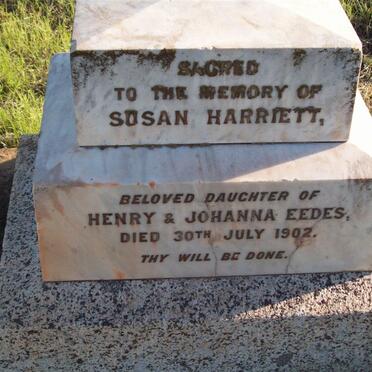 SACRED
TO THE MEMORY OF
SUSAN HARRIETT,
BELOVED DAUGHTER OF
HENRY & JOHANNA EEDES,
DIED 30TH JULY 1902.
THY WILL BE DONE.